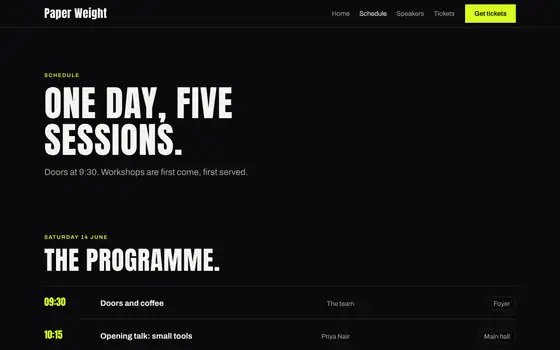 Paper Weight
Home Schedule Speakers Tickets Get tickets
SCHEDULE
ONE DAY, FIVE
SESSIONS.
Doors at 9:30. Workshops are first come, first served.
SATURDAY 14 JUNE
THE PROGRAMME.
09:30 Doors and coffee The team Foyer
10:15 Opening talk: small tools Priya Nair Main hall